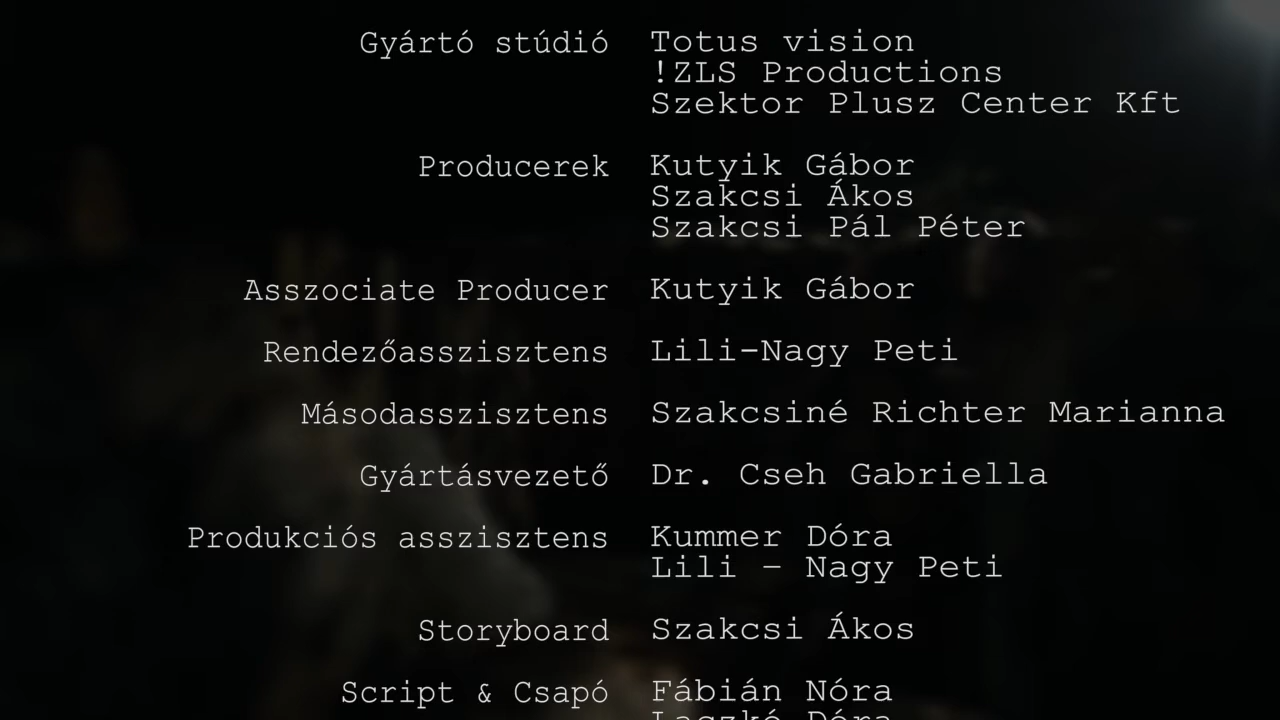 Gyártó stúdió Totus vision
!ZLS Productions
Szektor Plusz Center Kft
Producerek Kutyik Gábor
Szakcsi Ákos
Szakcsi Pál Péter
Asszociate Producer Kutyik Gábor
Rendezőasszisztens Lili-Nagy Peti
Másodasszisztens Szakcsiné Richter Marianna
Gyártásvezető Dr. Cseh Gabriella
Produkciós asszisztens Kummer Dóra
Lili - Nagy Peti
Storyboard Szakcsi Ákos
Script & Csapó Fábián Nóra